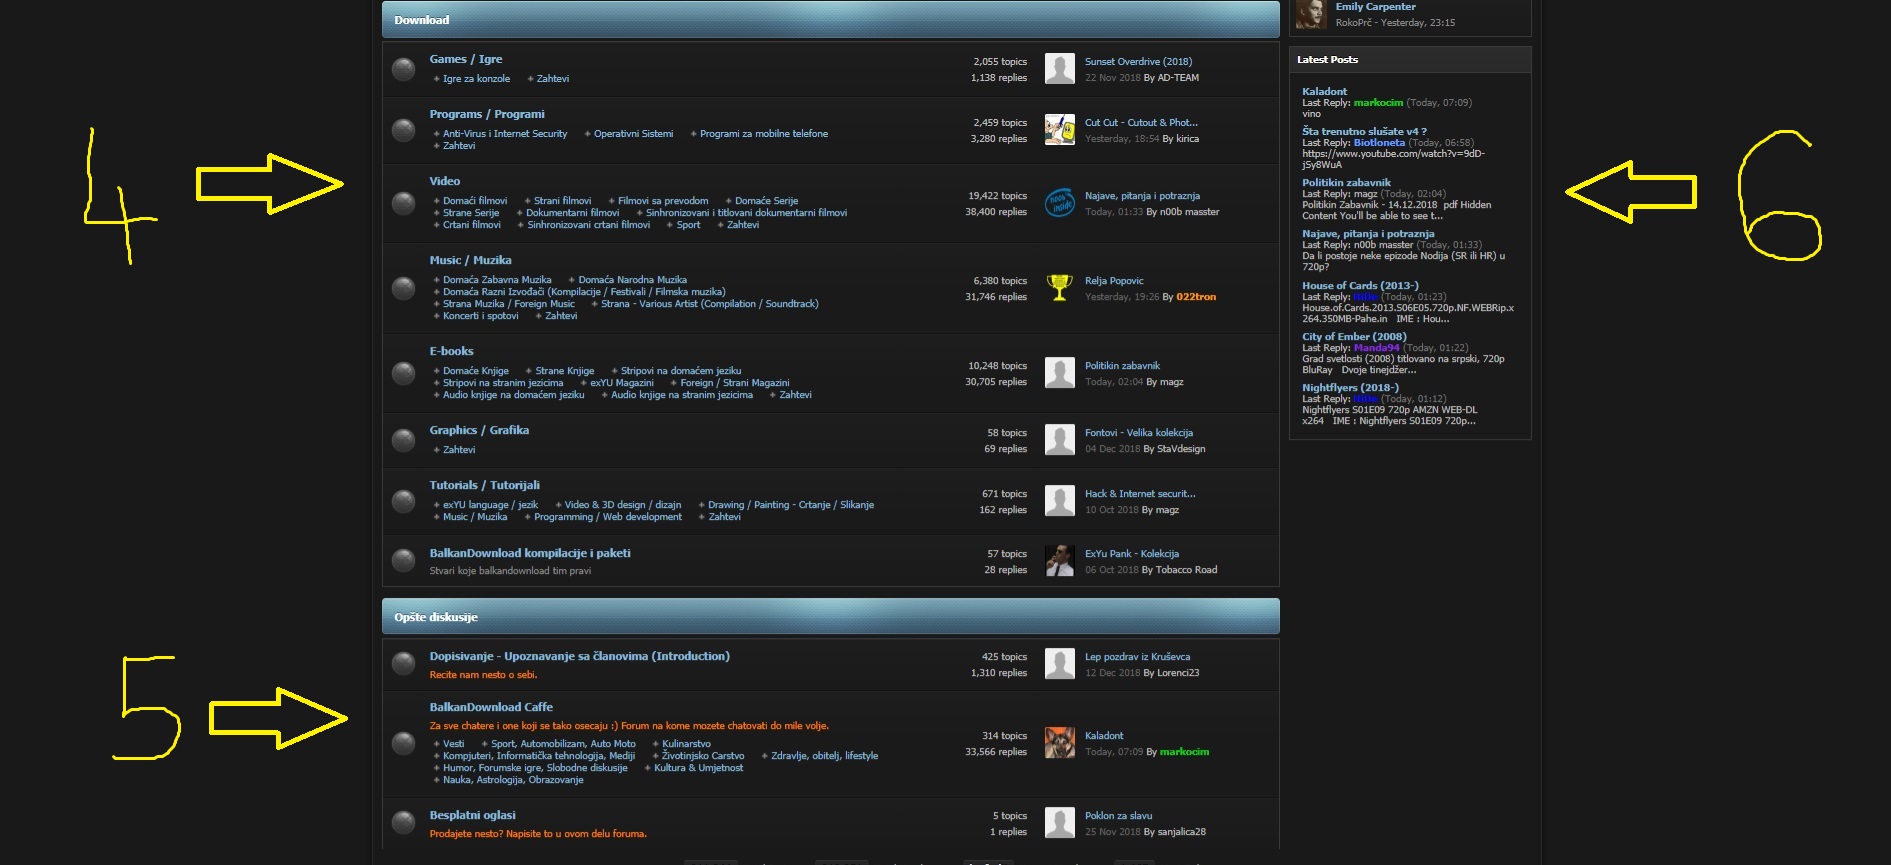 Download
Games / Igre
Igre za konzole Zahtevi
2,055 topics
1,138 replies
Sunset Overdrive (2018)
22 Nov 2018 By AD-TEAM
Programs / Programi
Anti-Virus i Internet Security Operativni Sistemi Programi za mobilne telefone
Zahtevi
2,459 topics
3,280 replies
Cut Cut - Cutout & Phot...
Yesterday, 18:54 By kirica
Video
Domaći filmovi Strani filmovi Filmovi sa prevodom Domaće Serije
Strane Serije Dokumentarni filmovi Sinhronizovani i titlovani dokumentarni filmovi
Crtani filmovi Sinhronizovani crtani filmovi Sport Zahtevi
19,422 topics
38,400 replies
n00b inside
Najave, pitanja i potraznja
Today, 01:33 By n00b masster
Music / Muzika
Domaća Zabavna Muzika Domaća Narodna Muzika
Domaća Razni Izvođači (Kompilacije / Festivali / Filmska muzika)
Strana Muzika / Foreign Music Strana - Various Artist (Compilation / Soundtrack)
Koncerti i spotovi Zahtevi
6,380 topics
31,746 replies
Relja Popovic
Yesterday, 19:26 By 022tron
E-books
Domaće Knjige Strane Knjige Stripovi na domaćem jeziku
Stripovi na stranim jezicima exYU Magazini Foreign / Strani Magazini
Audio knjige na domaćem jeziku Audio knjige na stranim jezicima Zahtevi
10,248 topics
30,705 replies
Politikin zabavnik
Today, 02:04 By magz
Graphics / Grafika
Zahtevi
58 topics
69 replies
Fontovi - Velika kolekcija
04 Dec 2018 By StaVdesign
Tutorials / Tutorijali
exYU language / jezik Video & 3D design / dizajn Drawing / Painting - Crtanje / Slikanje
Music / Muzika Programming / Web development Zahtevi
671 topics
162 replies
Hack & Internet securit...
10 Oct 2018 By magz
BalkanDownload kompilacije i paketi
Stvari koje balkandownload tim pravi
57 topics
28 replies
ExYu Pank - Kolekcija
06 Oct 2018 By Tobacco Road
Opšte diskusije
Dopisivanje - Upoznavanje sa članovima (Introduction)
Recite nam nesto o sebi.
425 topics
1,310 replies
Lep pozdrav iz Kruševca
12 Dec 2018 By Lorenci23
BalkanDownload Caffe
Za sve chatere i one koji se tako osecaju :) Forum na kome mozete chatovati do mile volje.
Vesti Sport, Automobilizam, Auto Moto Kulinarstvo
Kompjuteri, Informatička tehnologija, Mediji Životinjsko Carstvo Zdravlje, obitelj, lifestyle
Humor, Forumske igre, Slobodne diskusije Kultura & Umjetnost
Nauka, Astrologija, Obrazovanje
314 topics
33,566 replies
Kaladont
Today, 07:09 By markocim
Besplatni oglasi
Prodajete nesto? Napisite to u ovom delu foruma.
5 topics
1 replies
Poklon za slavu
25 Nov 2018 By sanjalica28
Emily Carpenter
RokoPrč - Yesterday, 23:15
Latest Posts
Kaladont
Last Reply: markocim (Today, 07:09)
vino
Šta trenutno slušate v4 ?
Last Reply: Biotloneta (Today, 06:58)
https://www.youtube.com/watch?v=9dD-
jSy8WuA
Politikin zabavnik
Last Reply: magz (Today, 02:04)
Politikin Zabavnik - 14.12.2018 pdf Hidden
Content You'll be able to see t...
Najave, pitanja i potraznja
Last Reply: n00b masster (Today, 01:33)
Da li postoje neke epizode Nodija (SR ili HR) u
720p?
House of Cards (2013-)
Last Reply: (Today, 01:23)
House.of.Cards.2013.S06E05.720p.NF.WEBRip.x
264.350MB-Pahe.in IME : Hou...
City of Ember (2008)
Last Reply: Manda94 (Today, 01:22)
Grad svetlosti (2008) titlovano na srpski, 720p
BluRay Dvoje tinejdžer...
Nightflyers (2018-)
Last Reply: (Today, 01:12)
Nightflyers S01E09 720p AMZN WEB-DL
x264 IME : Nightflyers S01E09 720p...
4
5
6